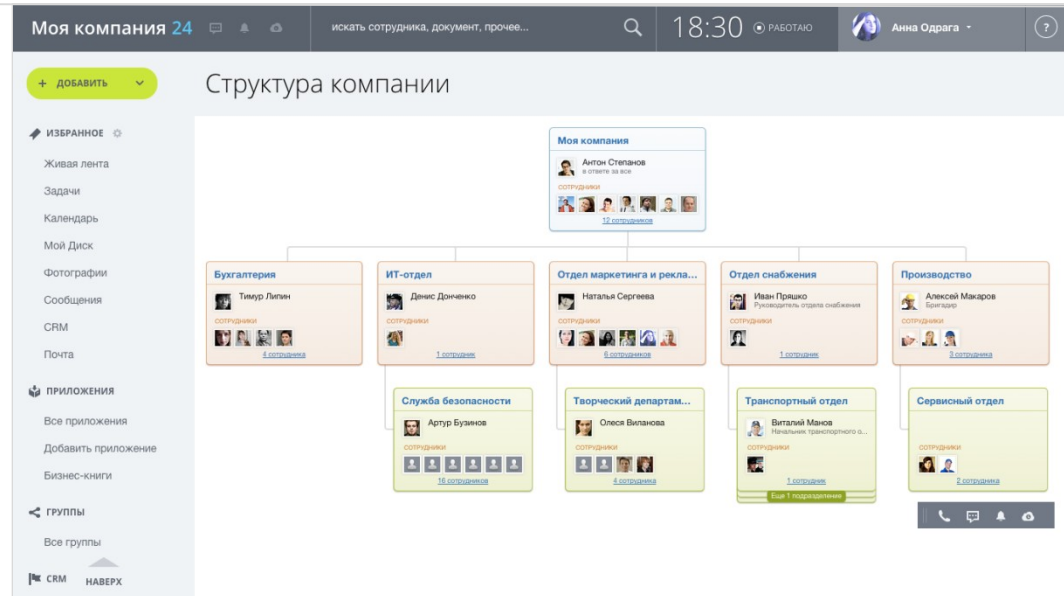 Моя компания 24
искать сотрудника, документ, прочее...
18:30 РАБОТАЮ
Анна Одрага
?
+ ДОБАВИТЬ
Структура компании
ИЗБРАННОЕ
Живая лента
Задачи
Календарь
Мой Диск
Фотографии
Сообщения
CRM
Почта
ПРИЛОЖЕНИЯ
Все приложения
Добавить приложение
Бизнес-книги
ГРУППЫ
Все группы
CRM
НАВЕРХ
Моя компания
Антон Степанов
в ответе за все
СОТРУДНИКИ
12 сотрудников
Бухгалтерия
Тимур Липин
СОТРУДНИКИ
4 сотрудника
ИТ-отдел
Денис Донченко
СОТРУДНИКИ
1 сотрудник
Отдел маркетинга и рекла...
Наталья Сергеева
СОТРУДНИКИ
6 сотрудников
Отдел снабжения
Иван Пряшко
Руководитель отдела снабжения
СОТРУДНИКИ
1 сотрудник
Производство
Алексей Макаров
Бригадир
СОТРУДНИКИ
3 сотрудника
Служба безопасности
Артур Бузинов
СОТРУДНИКИ
16 сотрудников
Творческий департам...
Олеся Виланова
СОТРУДНИКИ
4 сотрудника
Транспортный отдел
Виталий Манов
Начальник транспортного о...
СОТРУДНИКИ
1 сотрудник
Еще 1 подразделение
Сервисный отдел
СОТРУДНИКИ
2 сотрудника